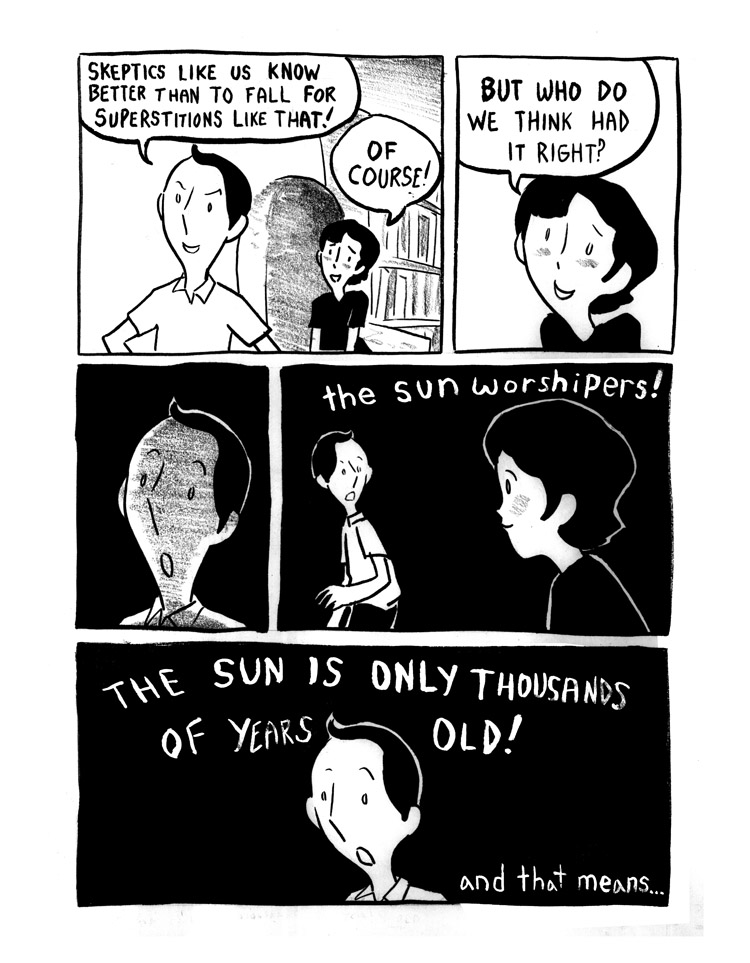 SKEPTICS LIKE US KNOW
BETTER THAN TO FALL FOR
SUPERSTITIONS LIKE THAT!
OF
COURSE!
BUT WHO DO
WE THINK HAD
IT RIGHT?
the sun worshipers!
THE SUN IS ONLY THOUSANDS
OF YEARS OLD!
and that means...